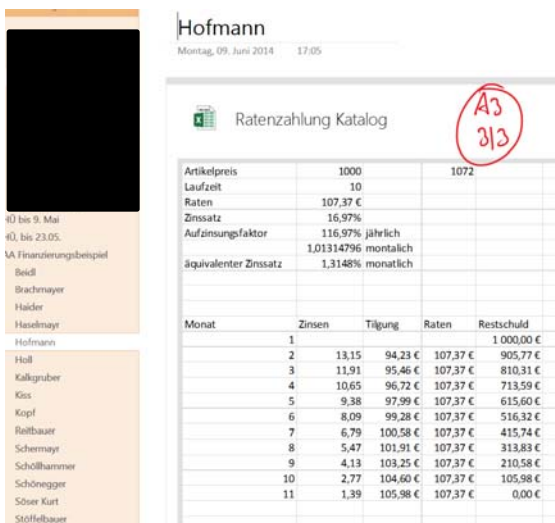 HÜ bis 9. Mai
HÜ, bis 23.05.
AA Finanzierungsbeispiel
Beidl
Brachmayer
Haider
Haselmayr
Hofmann
Holl
Kalkgruber
Kiss
Kopf
Reitbauer
Schermayr
Schöllhammer
Schönegger
Söser Kurt
Stöffelbauer
Hofmann
Montag, 09. Juni 2014 17:05
Ratenzahlung Katalog
A3
3/3
Artikelpreis 1000 1072
Laufzeit 10
Raten 107,37 €
Zinssatz 16,97%
Aufzinsungsfaktor 116,97% jährlich
1,01314796 montalich
äquivalenter Zinssatz 1,3148% monatlich
Monat Zinsen Tilgung Raten Restschuld
1 1 000,00 €
2 13,15 94,23 € 107,37 € 905,77 €
3 11,91 95,46 € 107,37 € 810,31 €
4 10,65 96,72 € 107,37 € 713,59 €
5 9,38 97,99 € 107,37 € 615,60 €
6 8,09 99,28 € 107,37 € 516,32 €
7 6,79 100,58 € 107,37 € 415,74 €
8 5,47 101,91 € 107,37 € 313,83 €
9 4,13 103,25 € 107,37 € 210,58 €
10 2,77 104,60 € 107,37 € 105,98 €
11 1,39 105,98 € 107,37 € 0,00 €